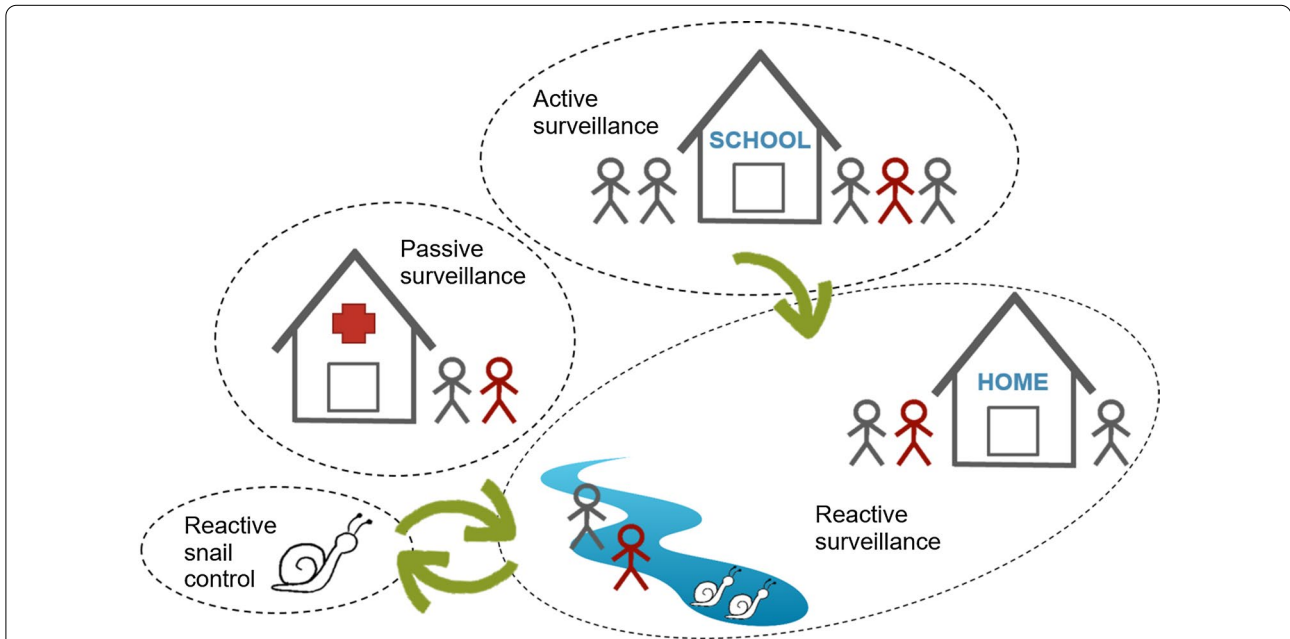 Active
surveillance
SCHOOL
Passive
surveillance
HOME
Reactive
surveillance
Reactive
snail
control